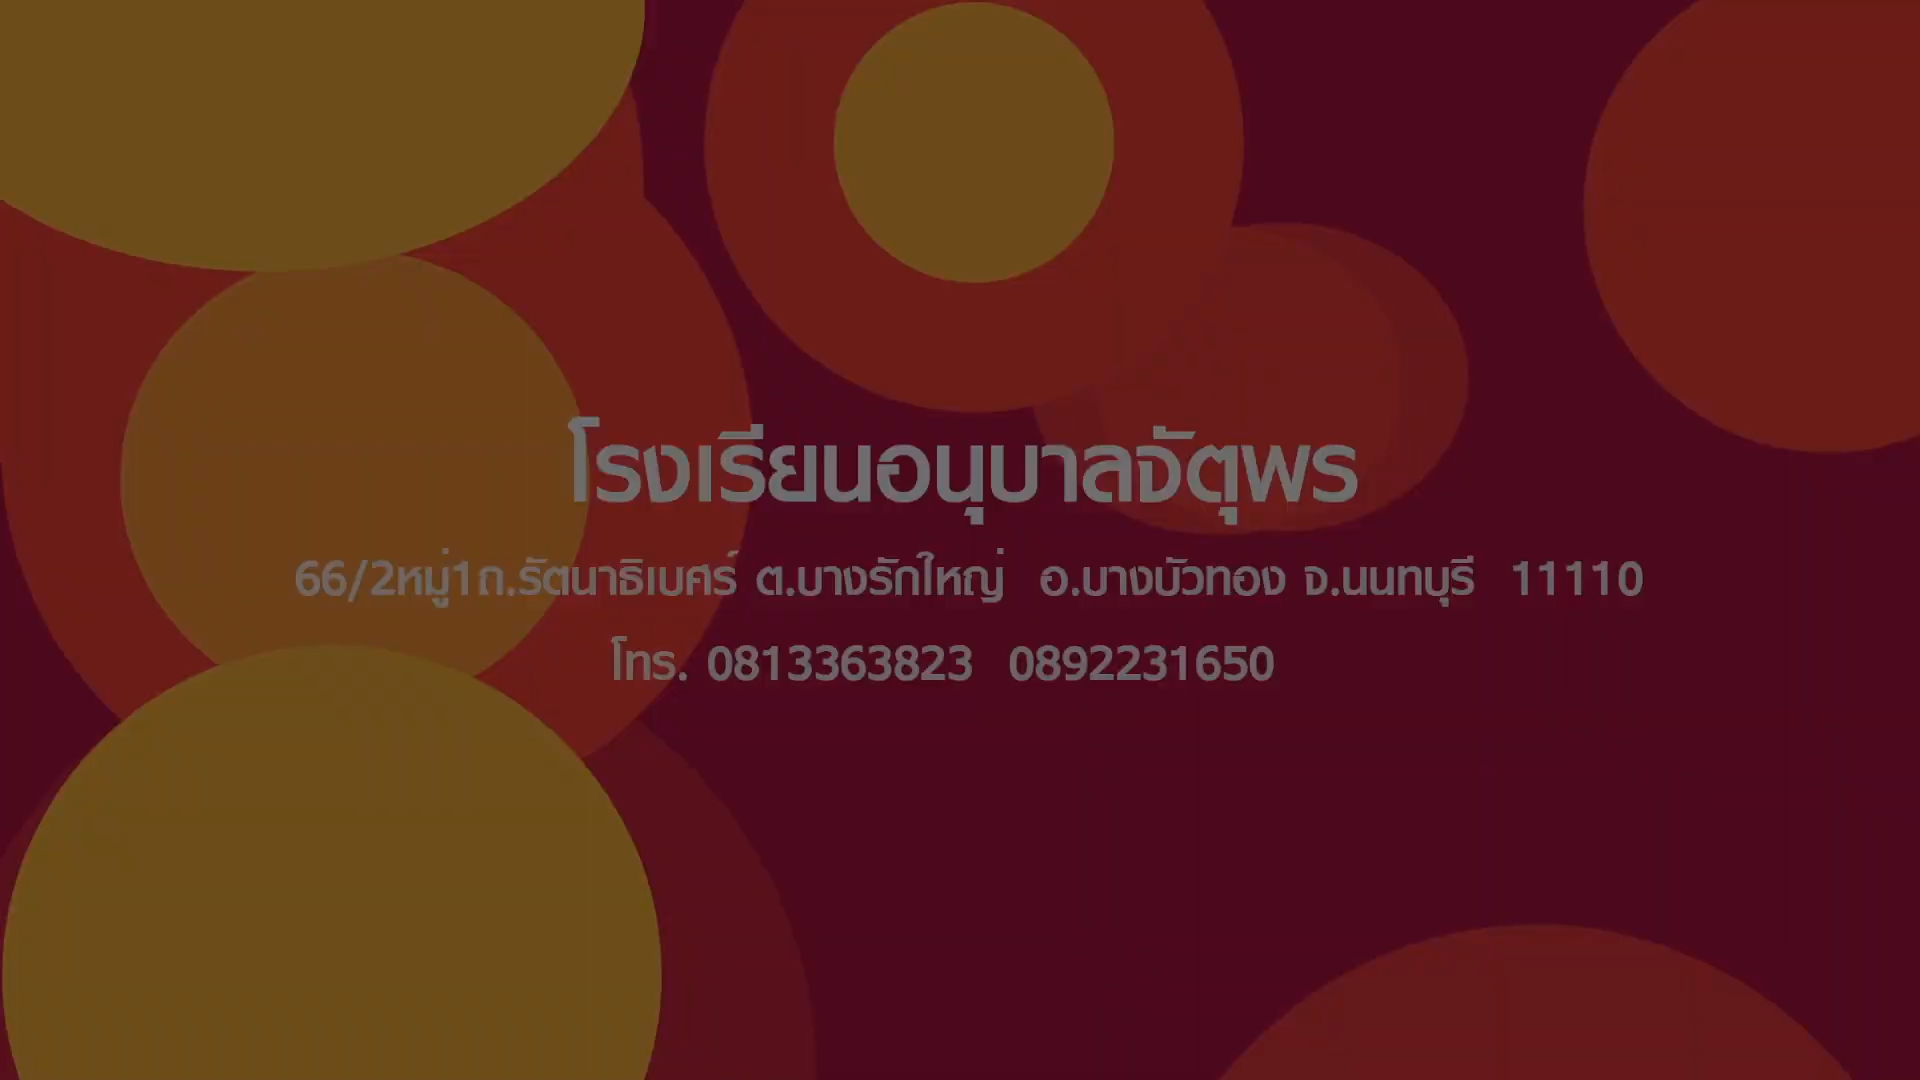 โรงเรียนอนุบาลจัตุพร
66/2หมู่1ถ.รัตนาธิเบศร์ ต.บางรักใหญ่  อ.บางบัวทอง จ.นนทบุรี  11110
โทร. 0813363823  0892231650